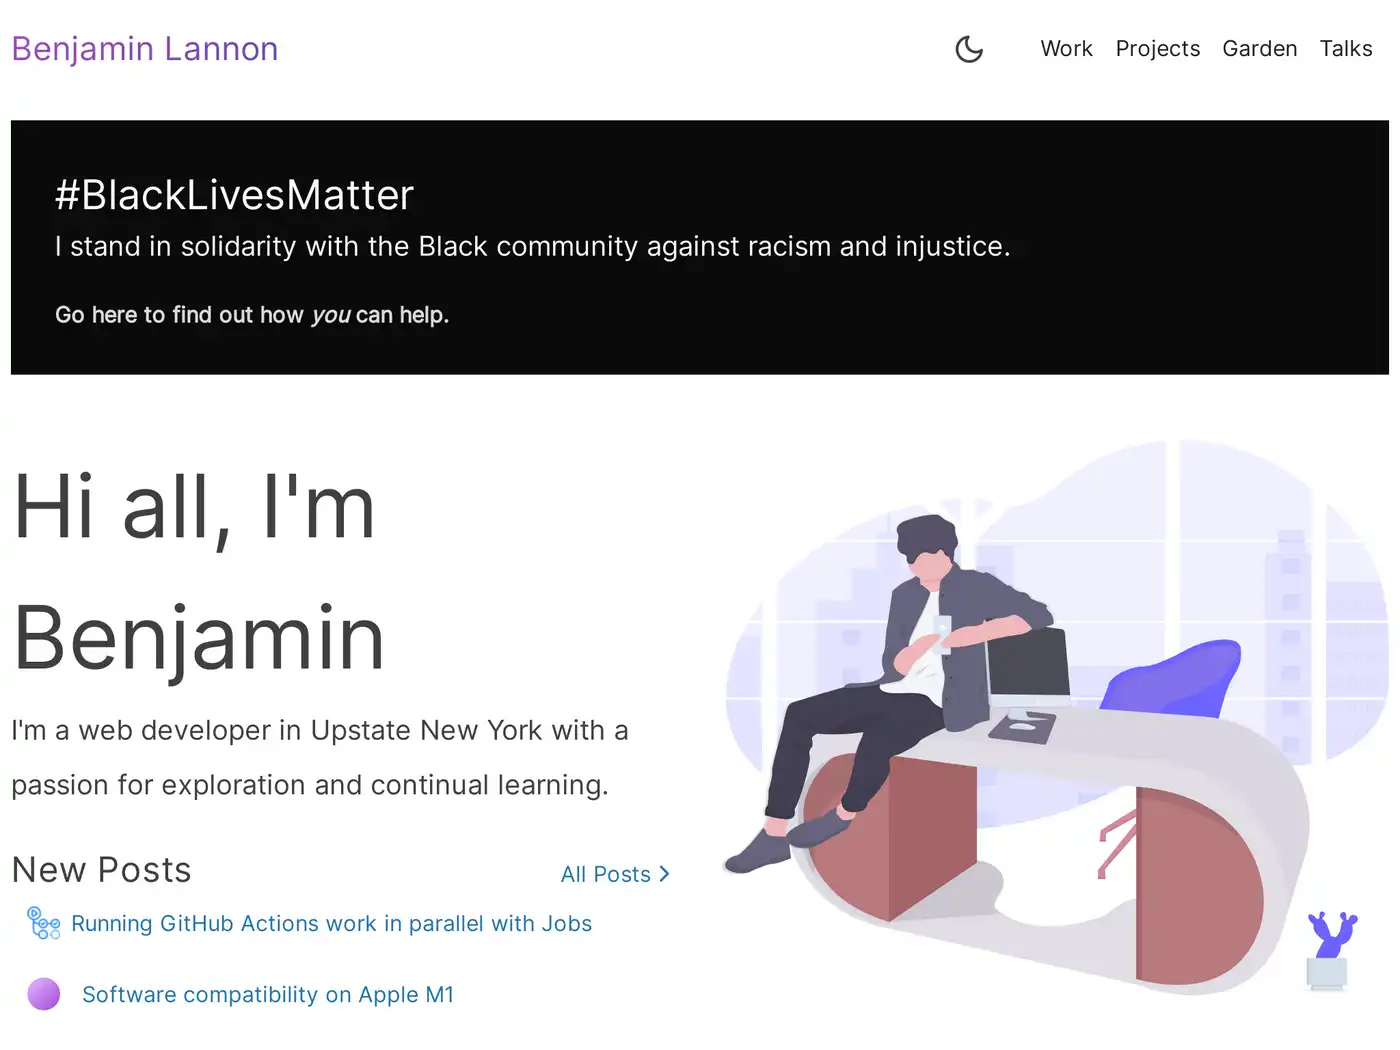 Benjamin Lannon
Work Projects Garden Talks
#BlackLivesMatter
I stand in solidarity with the Black community against racism and injustice.
Go here to find out how you can help.
Hi all, I'm
Benjamin
I'm a web developer in Upstate New York with a
passion for exploration and continual learning.
New Posts
All Posts
Running GitHub Actions work in parallel with Jobs
Software compatibility on Apple M1